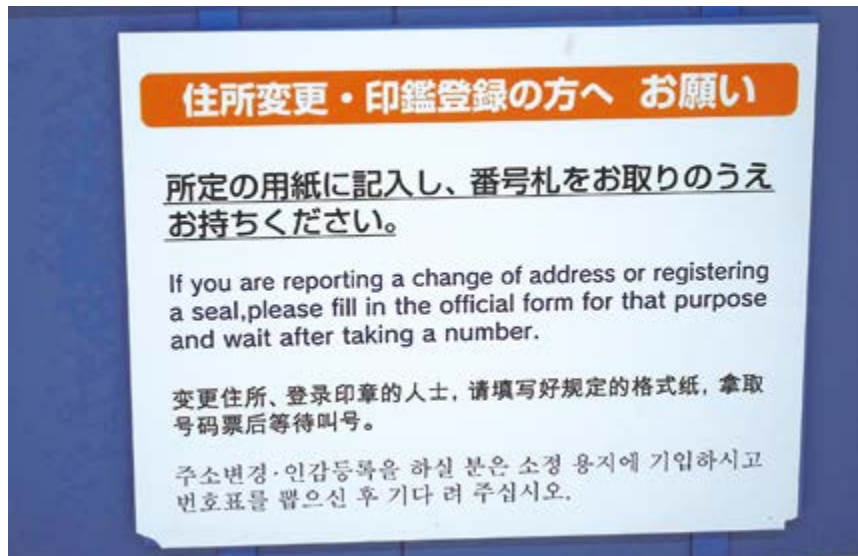 住所変更・印鑑登録の方へ お願い
所定の用紙に記入し、番号札をお取りのうえ
お持ちください。
If you are reporting a change of address or registering
a seal,please fill in the official form for that purpose
and wait after taking a number.
变更住所、登录印章的人士, 请填写好规定的格式纸, 拿取
号码票后等待叫号。
주소변경·인감등록을 하실 분은 소정 용지에 기입하시고
번호표를 뽑으신 후 기다 려 주십시오.